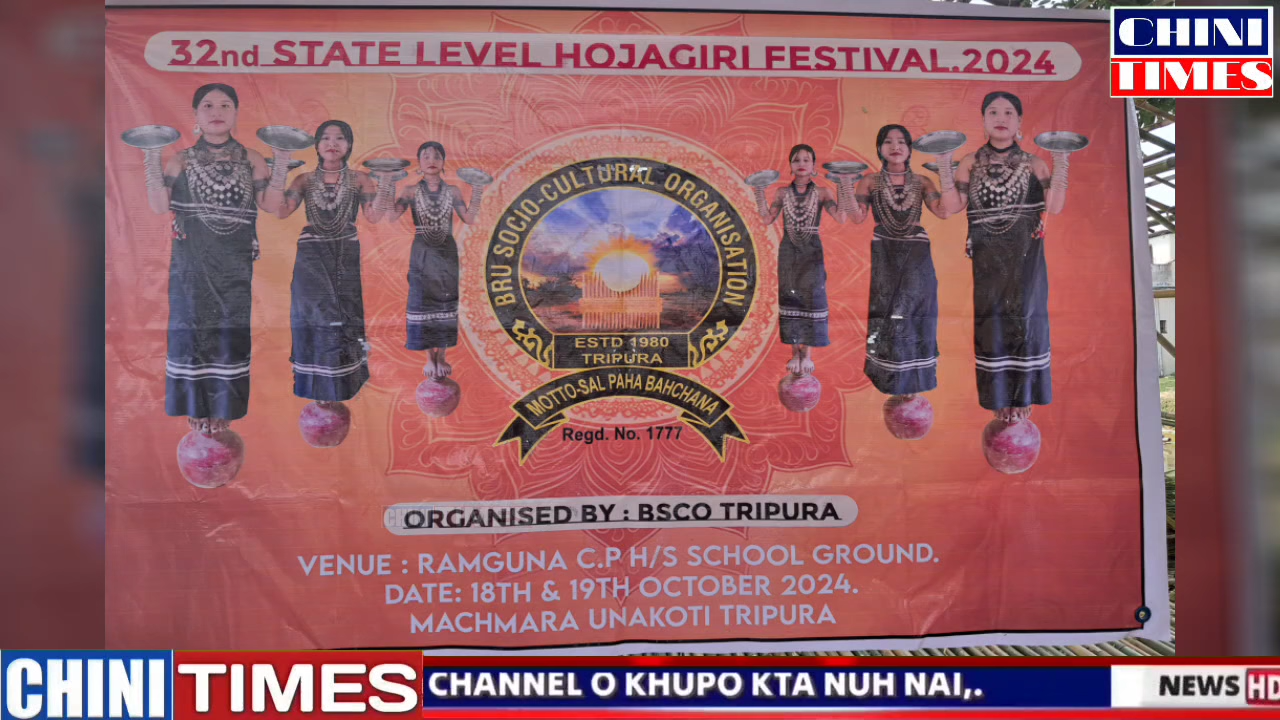 CHINI
TIMES
32nd STATE LEVEL HOJAGIRI FESTIVAL.2024
BRU SOCIO-CULTURAL ORGANISATION
ESTD 1980
TRIPURA
MOTTO-SAL PAHA BAHCHANA
Regd. No. 1777
ORGANISED BY : BSCO TRIPURA
VENUE : RAMGUNA C.P H/S SCHOOL GROUND.
DATE: 18TH & 19TH OCTOBER 2024.
MACHMARA UNAKOTI TRIPURA
CHINI TIMES CHANNEL O KHUPO KTA NUH NAI,. NEWS HD